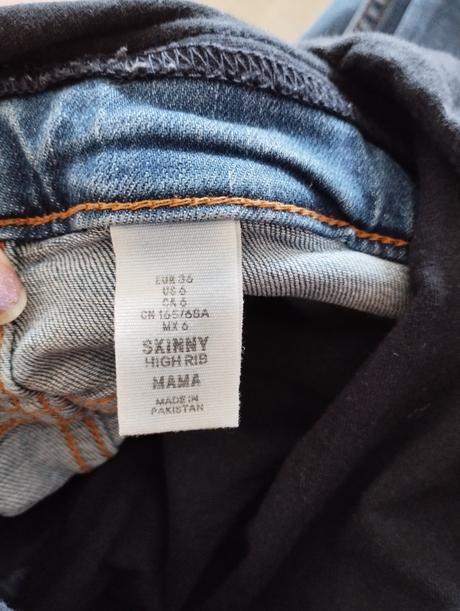 EUR 36
US 6
CA 6
CN 165/68A
MX 6
SKINNY
HIGH RIB
MAMA
MADE IN
PAKISTAN